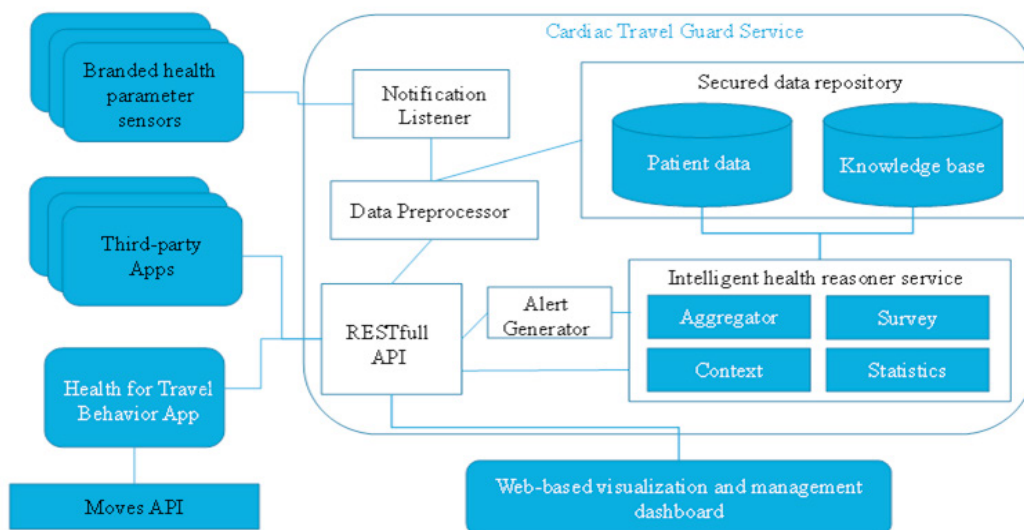 Cardiac Travel Guard Service
Branded health
parameter
sensors
Notification
Listener
Secured data repository
Patient data
Knowledge base
Data Preprocessor
Third-party
Apps
Intelligent health reasoner service
Aggregator
Survey
Context
Statistics
Alert
Generator
RESTfull
API
Health for Travel
Behavior App
Moves API
Web-based visualization and management
dashboard